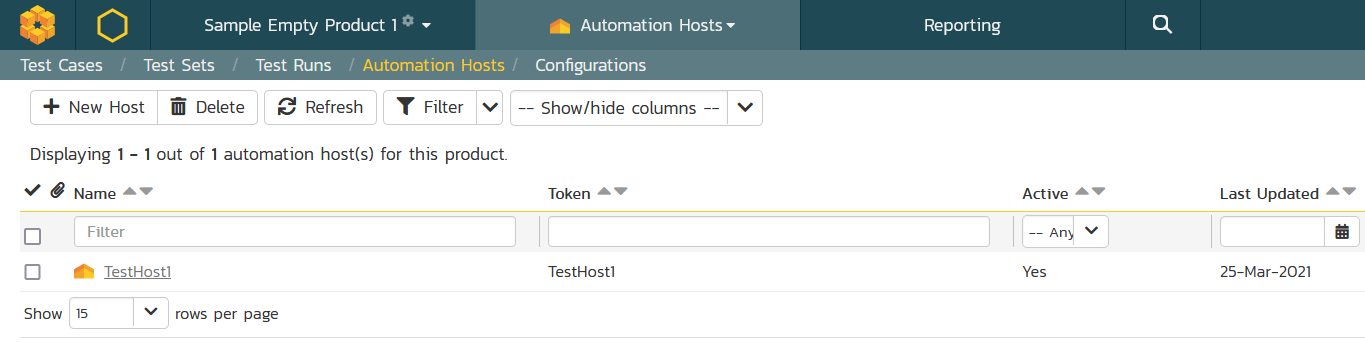 Sample Empty Product 1 Automation Hosts Reporting
Test Cases / Test Sets / Test Runs / Automation Hosts / Configurations
New Host Delete Refresh Filter -- Show/hide columns --
Displaying 1 - 1 out of 1 automation host(s) for this product.
Name Token Active Last Updated
Filter -- Any
TestHost1 TestHost1 Yes 25-Mar-2021
Show 15 rows per page